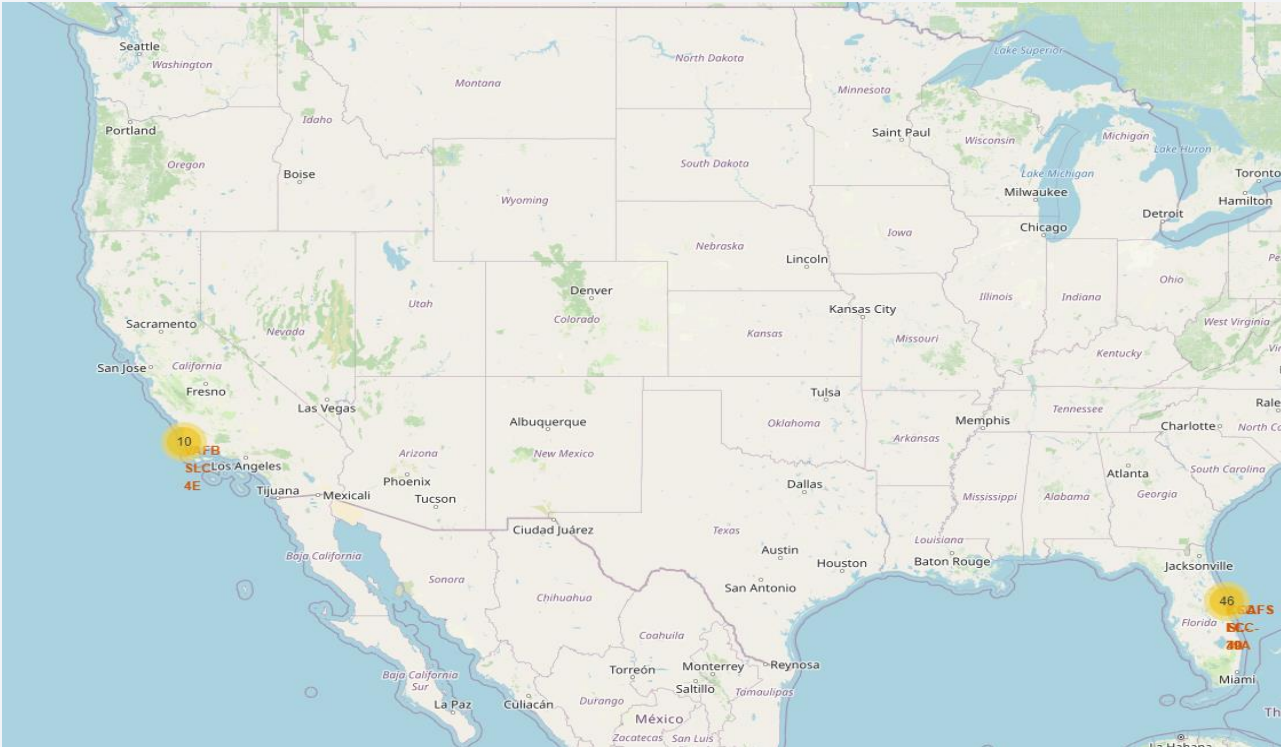 Seattle
Washington
Montana
North Dakota
Lake Superior
Minnesota
Portland
Idaho
Saint Paul
Wisconsin
Michigan
Lake Huron
Oregon
Boise
South Dakota
Lake Michigan
Toronto
Wyoming
Milwaukee
Hamilton
Detroit
Chicago
Nebraska
Iowa
Lincoln
Denver
Utah
Colorado
Illinois
Indiana
Ohio
Kansas City
Sacramento
Nevada
Kansas
Missouri
West Virginia
San Jose
California
Kentucky
Fresno
Las Vegas
Tulsa
Albuquerque
Oklahoma
Memphis
Tennessee
Charlotte
10
AFB
SLC-
4E
Los Angeles
Arizona
New Mexico
Arkansas
Atlanta
South Carolina
Phoenix
Tucson
Dallas
Mississippi
Alabama
Georgia
Tijuana
Mexicali
Ciudad Juárez
Texas
Louisiana
Baja California
Austin
Houston
Baton Rouge
Jacksonville
Sonora
San Antonio
Chihuahua
46
AFS
Florida
Coahuila
Baja California
Sur
Torreón
Monterrey
Reynosa
Saltillo
Tamaulipas
Miami
La Paz
Culiacán
Durango
México
Zacatecas
San Luis
La Habana